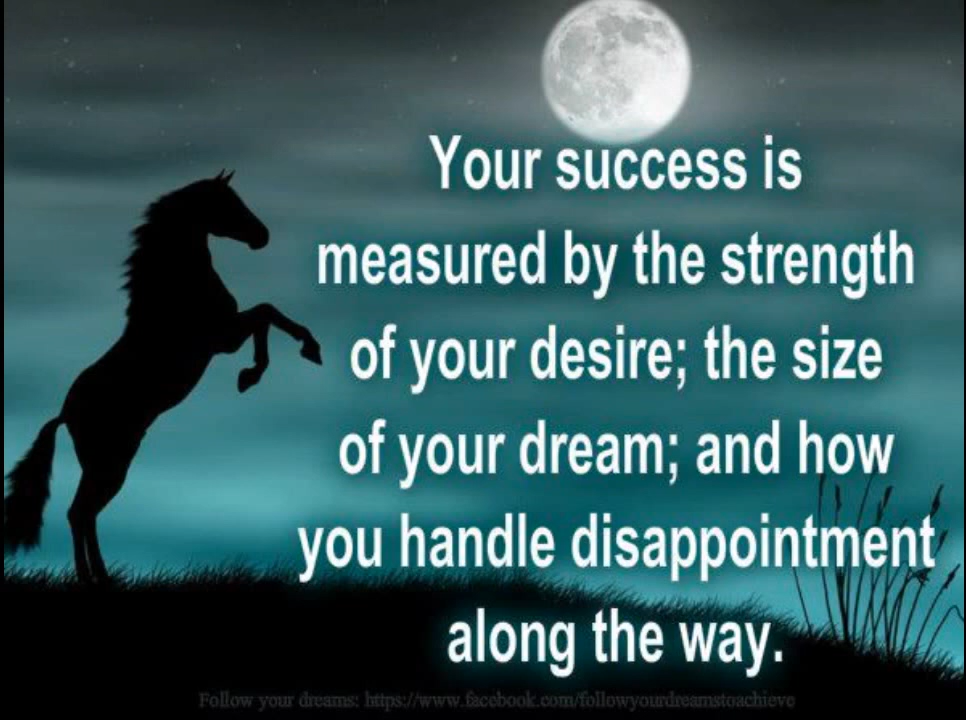 Your success is
measured by the strength
of your desire; the size
of your dream; and how
you handle disappointment
along the way.
Follow your dreams: https://www.facebook.com/followyourdreamstoachieve